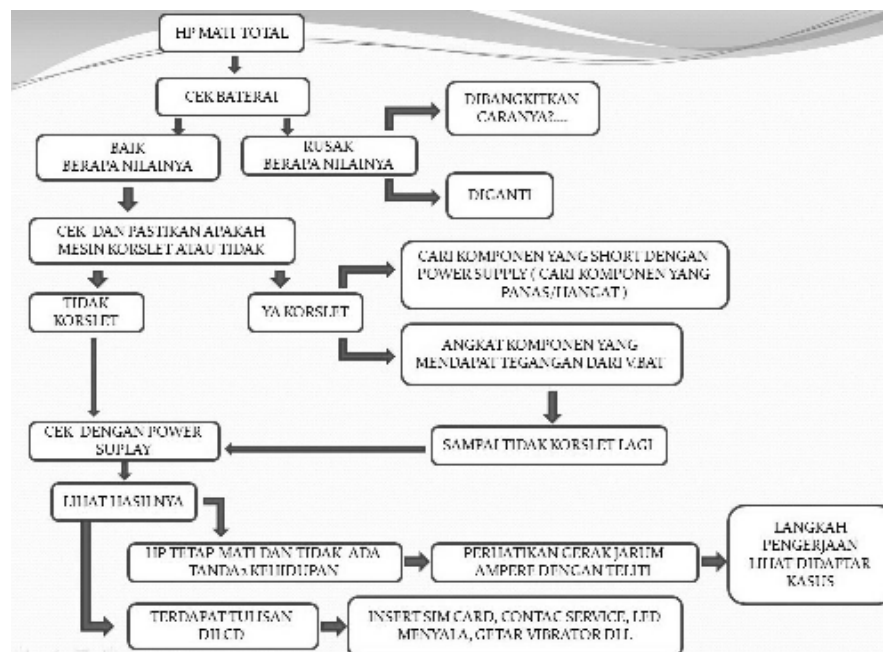 HP MATI TOTAL
CEK BATERAI
DIBANGKITKAN
CARANYA?....
BAIK
BERAPA NILAINYA
RUSAK
BERAPA NILAINYA
DIGANTI
CEK DAN PASTIKAN APAKAH
MESIN KORSLET ATAU TIDAK
CARI KOMPONEN YANG SHORT DENGAN
POWER SUPPLY ( CARI KOMPONEN YANG
PANAS/HANGAT )
TIDAK
KORSLET
YA KORSLET
ANGKAT KOMPONEN YANG
MENDAPAT TEGANGAN DARI V.BAT
CEK DENGAN POWER
SUPLAY
SAMPAI TIDAK KORSLET LAGI
LIHAT HASILNYA
HP TETAP MATI DAN TIDAK ADA
TANDA2 KEHIDUPAN
PERHATIKAN GERAK JARUM
AMPERE DENGAN TELITI
LANGKAH
PENGERJAAN
LIHAT DIDAFTAR
KASUS
TERDAPAT TULISAN
DI LCD
INSERT SIM CARD, CONTAC SERVICE, LED
MENYALA, GETAR VIBRATOR DLL